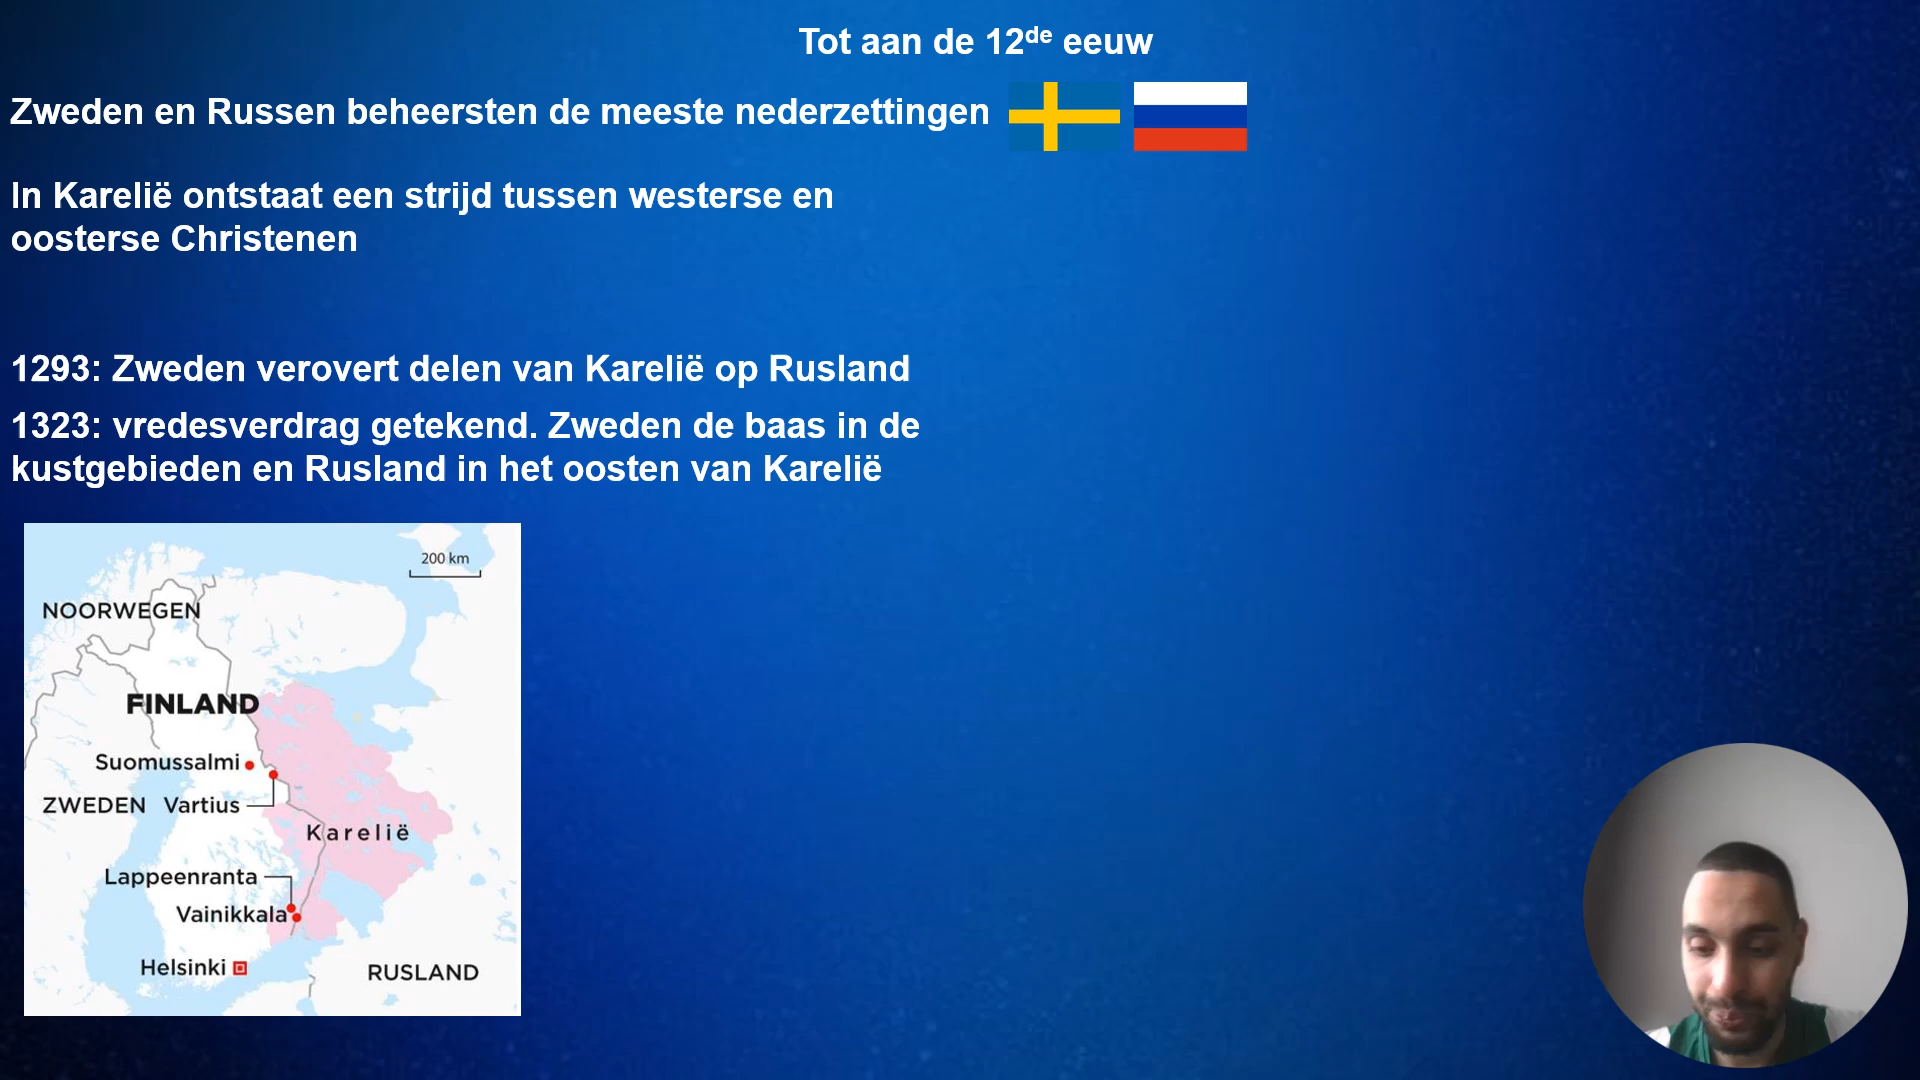 Tot aan de 12de eeuw
Zweden en Russen beheersten de meeste nederzettingen
In Karelië ontstaat een strijd tussen westerse en
oosterse Christenen
1293: Zweden verovert delen van Karelië op Rusland
1323: vredesverdrag getekend. Zweden de baas in de
kustgebieden en Rusland in het oosten van Karelië
200 km
NOORWEGEN
FINLAND
Suomussalmi
ZWEDEN Vartius
Karelië
Lappeenranta
Vainikkala
Helsinki
RUSLAND